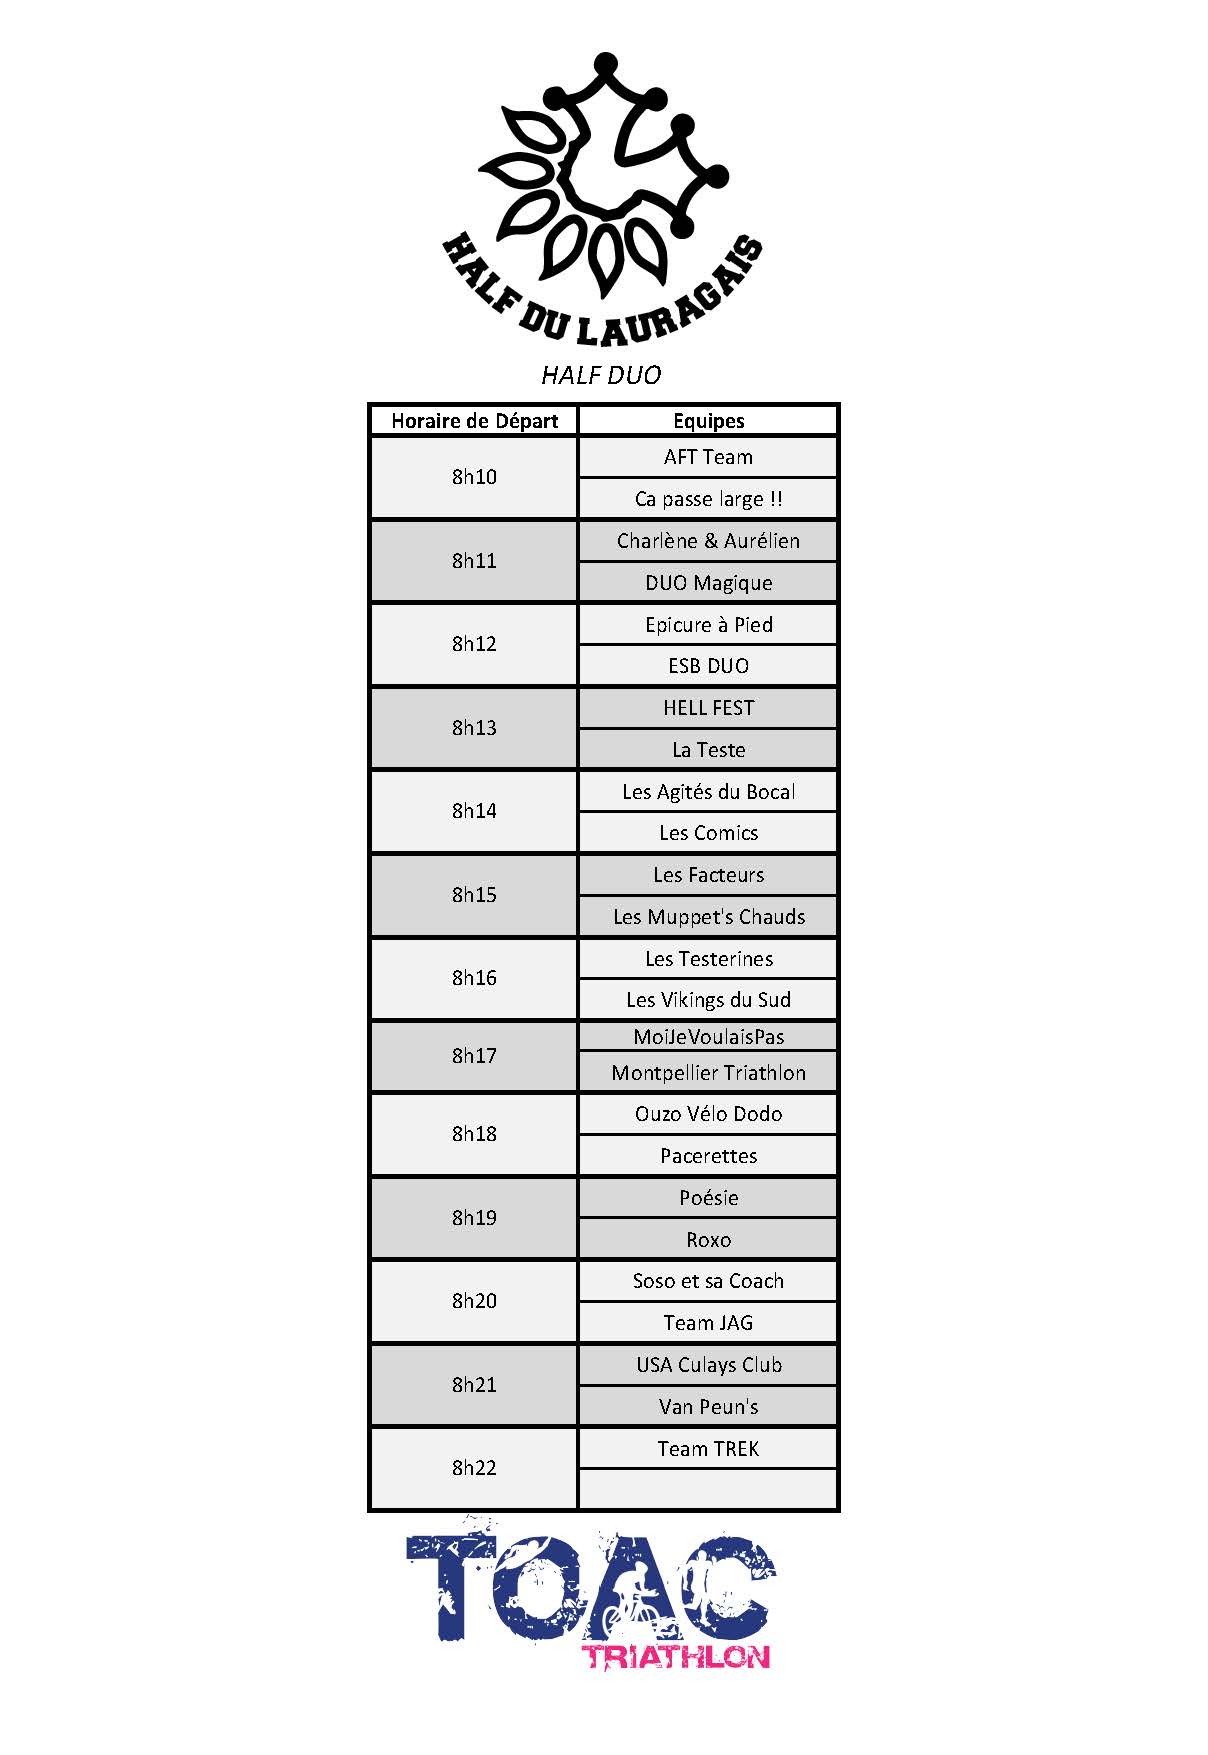 HALF DU LAURAGAIS
HALF DUO
Horaire de Départ Equipes
8h10
AFT Team
Ca passe large !!
8h11
Charlène & Aurélien
DUO Magique
8h12
Epicure à Pied
ESB DUO
8h13
HELL FEST
La Teste
8h14
Les Agités du Bocal
Les Comics
8h15
Les Facteurs
Les Muppet's Chauds
8h16
Les Testerines
Les Vikings du Sud
8h17
MoiJeVoulaisPas
Montpellier Triathlon
8h18
Ouzo Vélo Dodo
Pacerettes
8h19
Poésie
Roxo
8h20
Soso et sa Coach
Team JAG
8h21
USA Culays Club
Van Peun's
8h22
Team TREK
TOAC
TRIATHLON